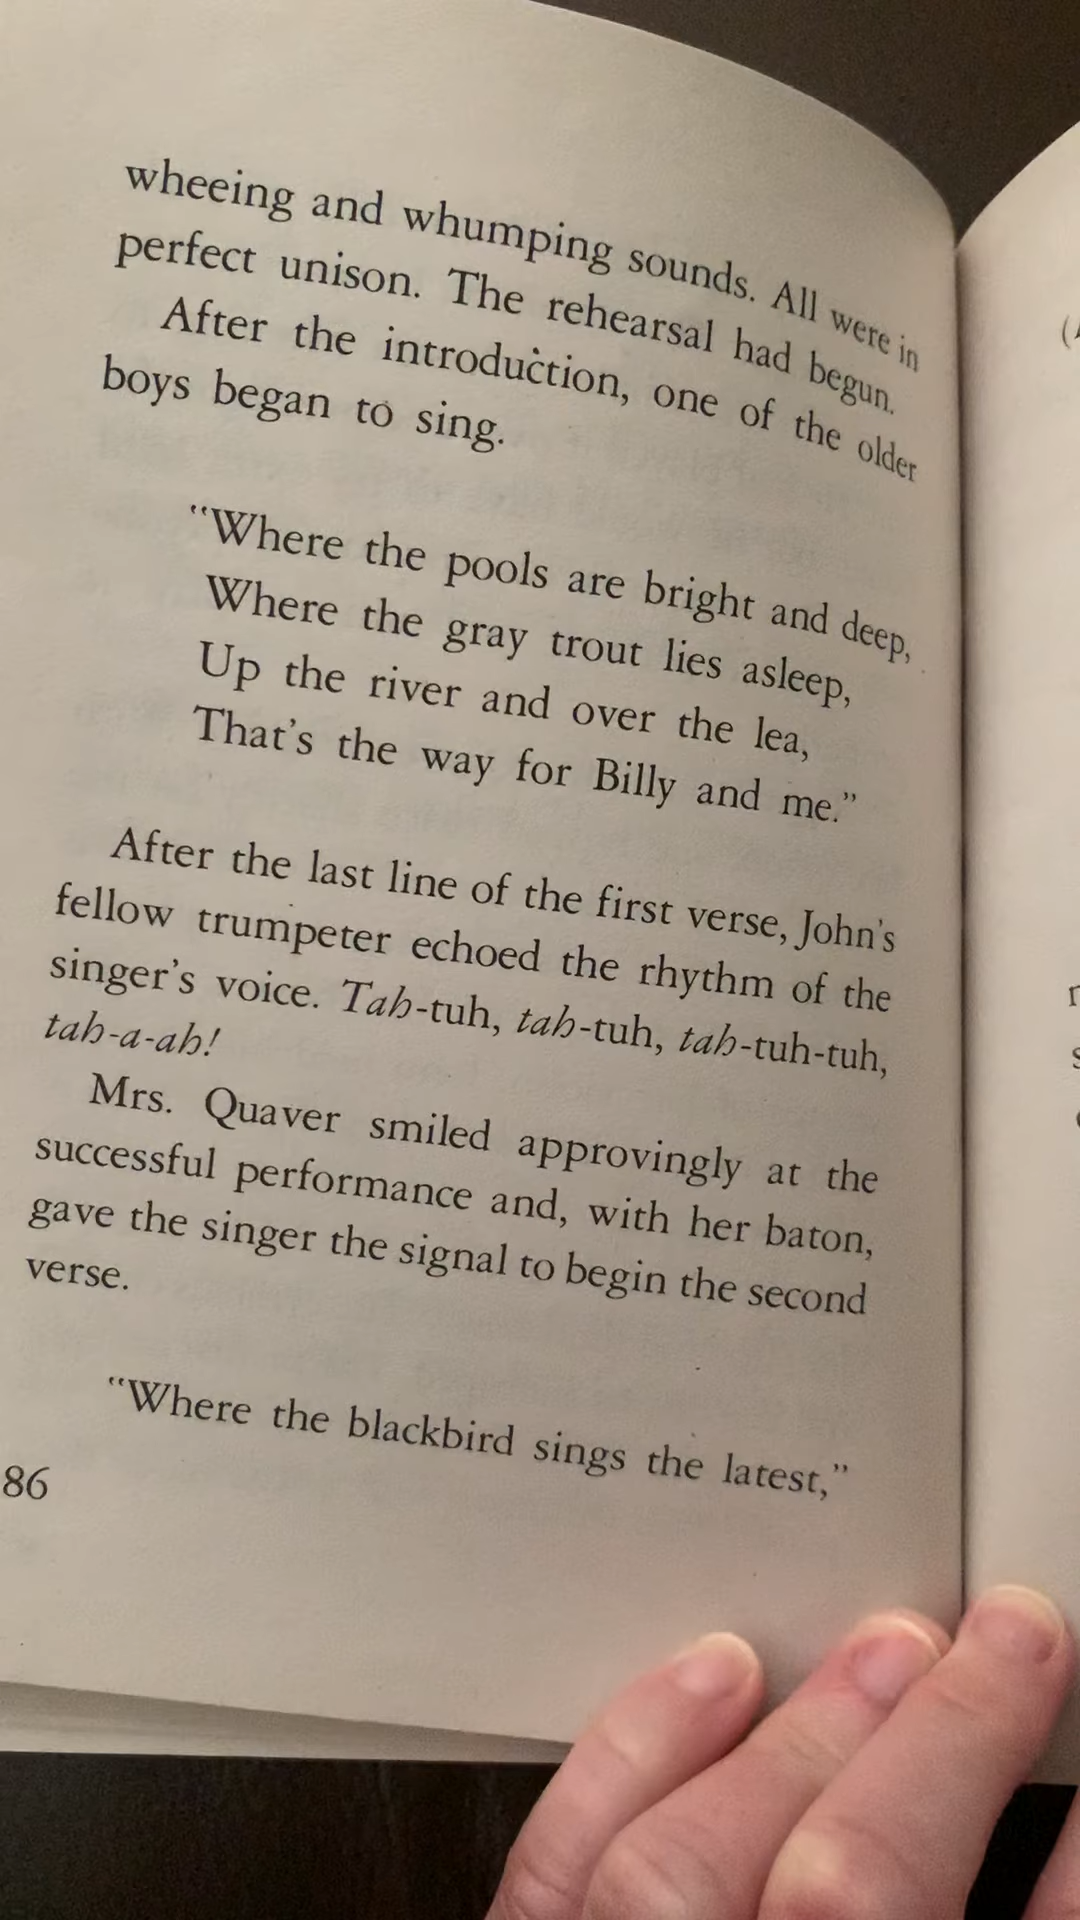 wheeing and whumping sounds. All were in
perfect unison. The rehearsal had begun.
After the introduction, one of the older
boys began to sing.
"Where the pools are bright and deep,
Where the gray trout lies asleep,
Up the river and over the lea,
That's the way for Billy and me."
After the last line of the first verse, John's
fellow trumpeter echoed the rhythm of the
singer's voice. Tah-tuh, tah-tuh, tah-tuh-tuh,
tah-a-ah!
Mrs. Quaver smiled approvingly at the
successful performance and, with her baton,
gave the singer the signal to begin the second
verse.
"Where the blackbird sings the latest,"
86